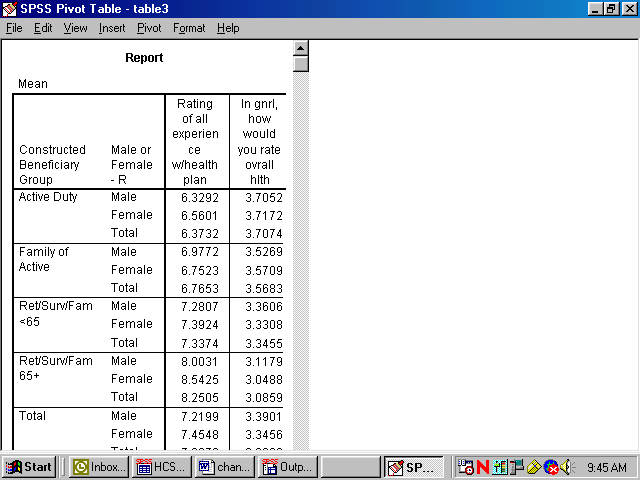 SPSS Pivot Table - table3
File Edit View Insert Pivot Format Help
Report
Mean
Constructed Beneficiary Group
Male or Female - R
Rating of all experien ce w/health plan
In gnrl, how would you rate ovrall hlth
Active Duty Male 6.3292 3.7052
Female 6.5601 3.7172
Total 6.3732 3.7074
Family of Active Male 6.9772 3.5269
Female 6.7523 3.5709
Total 6.7653 3.5683
Ret/Surv/Fam <65 Male 7.2807 3.3606
Female 7.3924 3.3308
Total 7.3374 3.3455
Ret/Surv/Fam 65+ Male 8.0031 3.1179
Female 8.5425 3.0488
Total 8.2505 3.0859
Total Male 7.2199 3.3901
Female 7.4548 3.3456
Start Inbox... HCS... chan... Outp... SP... 9:45 AM